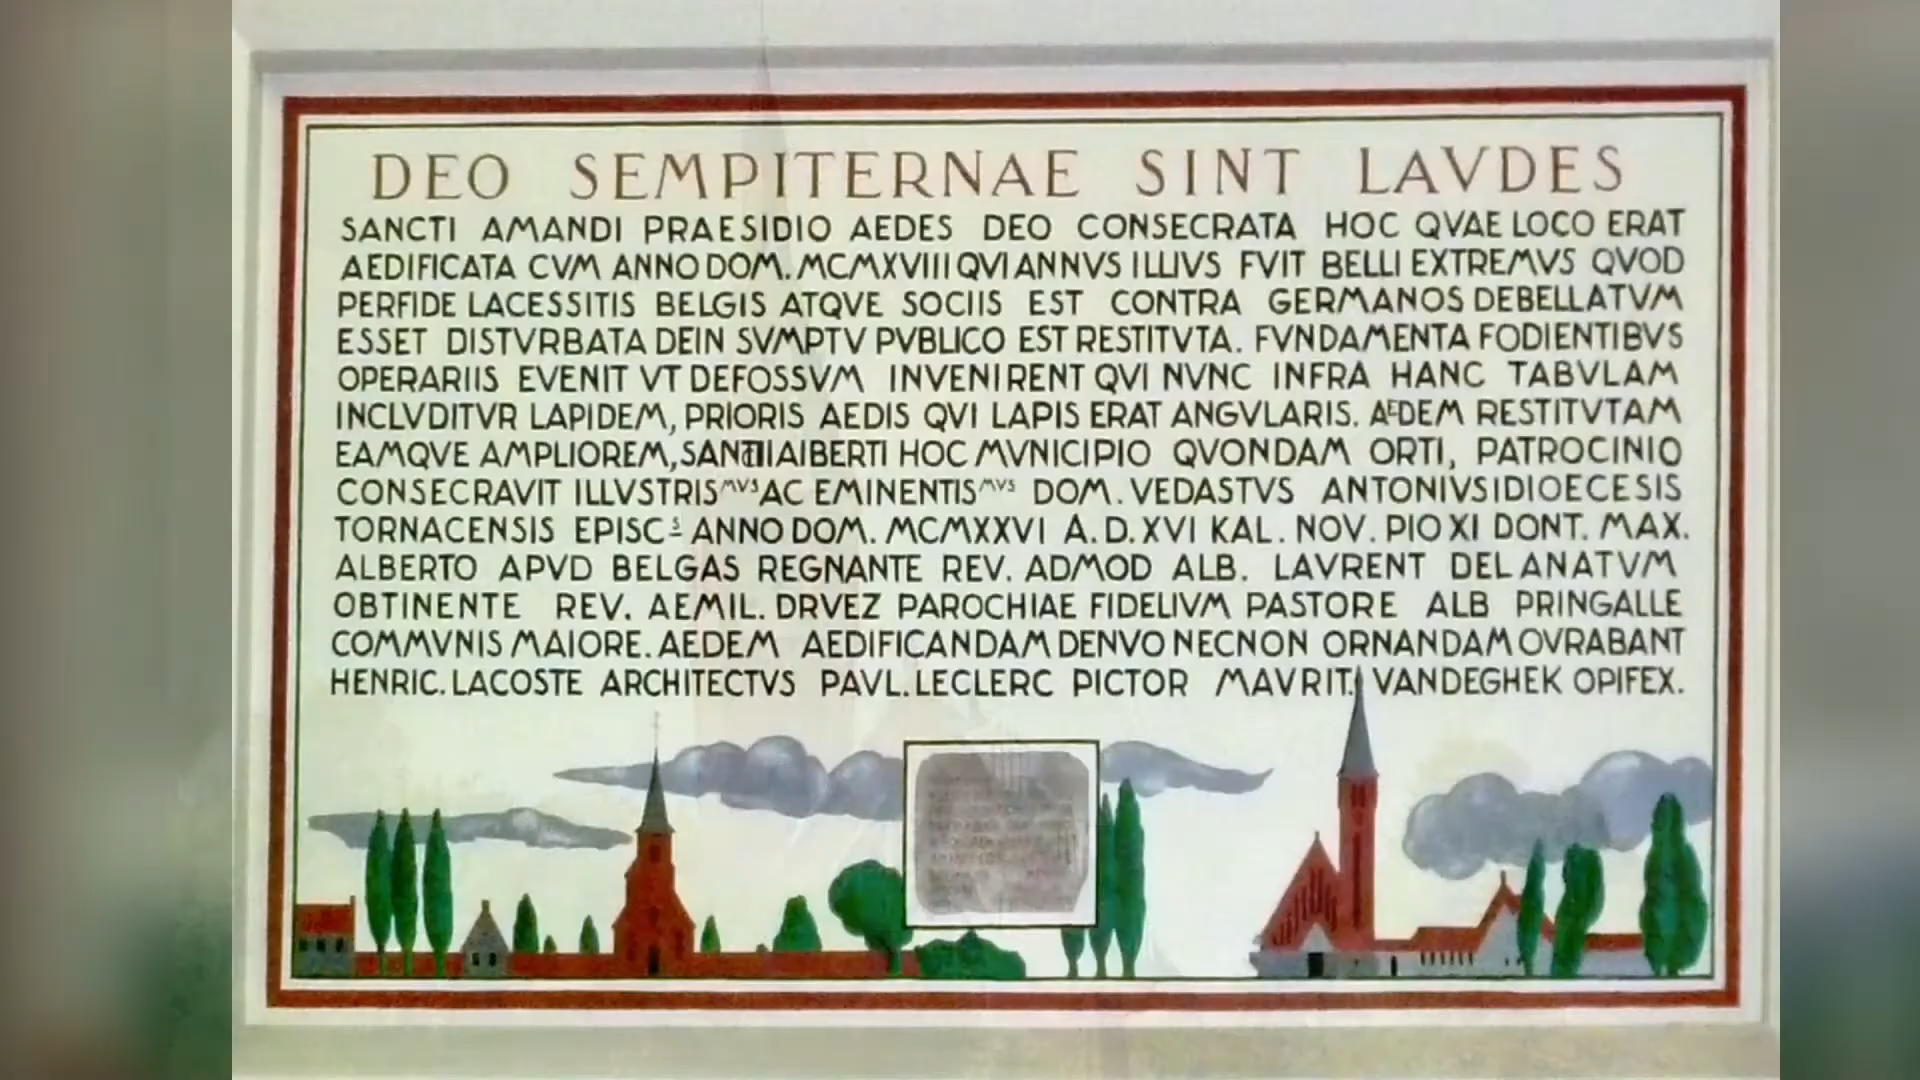 DEO SEMPITERNAE SINT LAVDES
SANCTI AMANDI PRAESIDIO AEDES DEO CONSECRATA HOC QVAE LOCO ERAT
AEDIFICATA CVM ANNO DOM. MCMXVIII QVI ANNVS ILLIVS FVIT BELLI EXTREMVS QVOD
PERFIDE LACESSITIS BELGIS ATQVE SOCIIS EST CONTRA GERMANOS DEBELLATVM
ESSET DISTVRBATA DEIN SVMPTV PVBLICO EST RESTITVTA. FVNDAMENTA FODIENTIBVS
OPERARIIS EVENIT VT DEFOSSVM INVENIRENT QVI NVNC INFRA HANC TABVLAM
INCLVDITVR LAPIDEM, PRIORIS AEDIS QVI LAPIS ERAT ANGVLARIS. AEDEM RESTITVTAM
EAMQVE AMPLIOREM, AIBERTI HOC MVNICIPIO QVONDAM ORTI, PATROCINIO
CONSECRAVIT ILLVSTRISMVS AC EMINENTISMVS DOM. VEDASTVS ANTONIVS IDIOECESIS
TORNACENSIS EPISCS ANNO DOM. MCMXXVI A.D. XVI KAL. NOV. PIO XI DONT. MAX.
ALBERTO APVD BELGAS REGNANTE REV. ADMOD ALB. LAVRENT DELANATVM
OBTINENTE REV. AEMIL. DRVEZ PAROCHIAE FIDELIVM PASTORE ALB PRINGALLE
COMMVNIS MAIORE. AEDEM AEDIFICANDAM DENVO NECNON ORNANDAM OVRABANT
HENRIC. LACOSTE ARCHITECTVS PAVL. LECLERC PICTOR MAVRIT. VANDEGHEK OPIFEX.